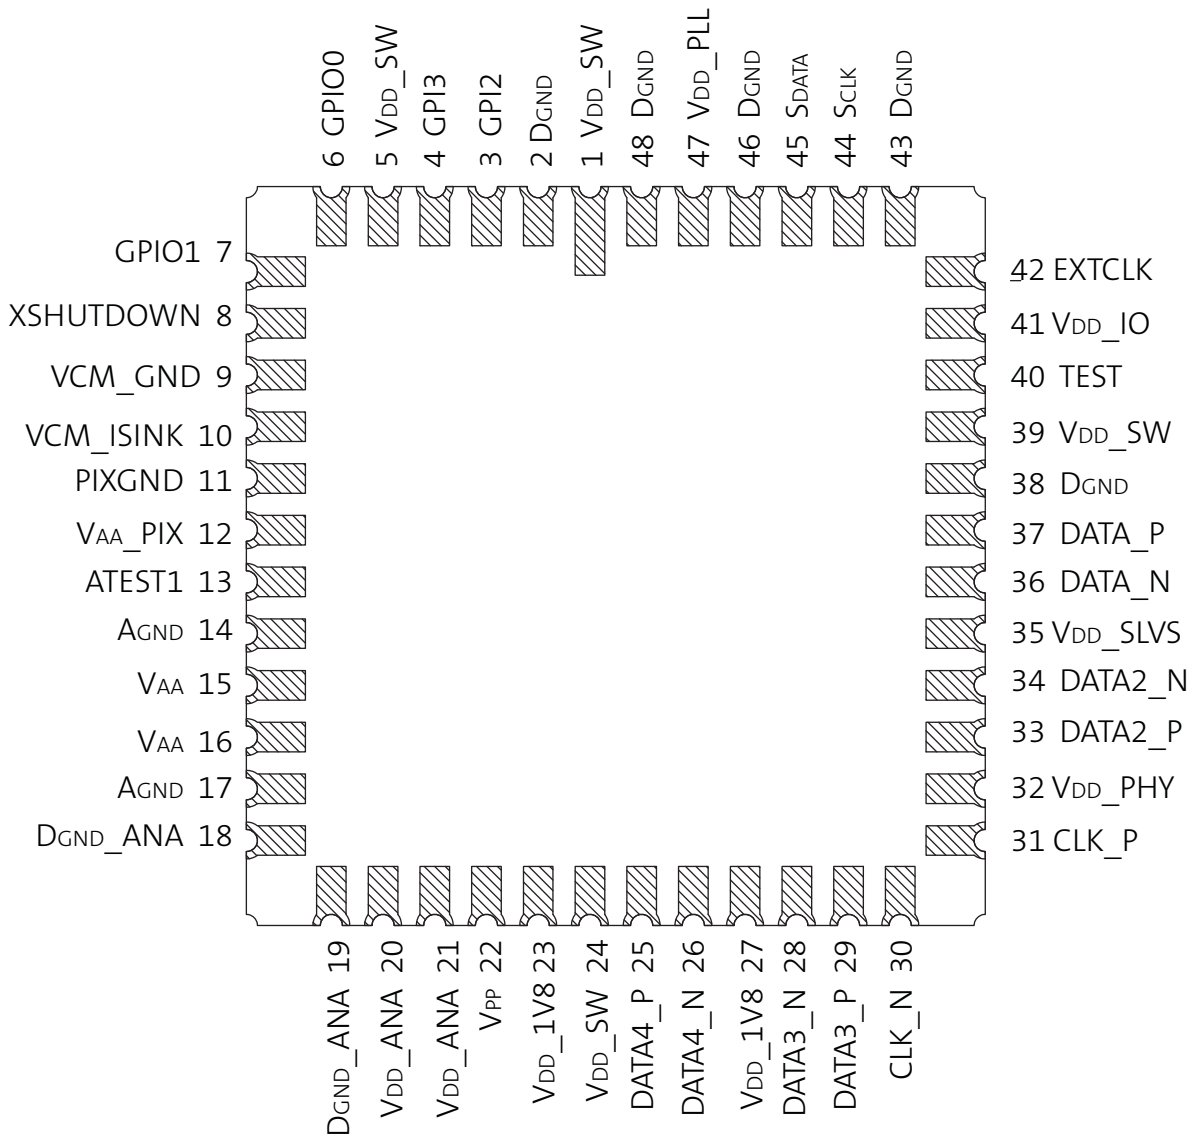 6 GPIO0
5 VDD_SW
4 GPI3
3 GPI2
2 DGND
1 VDD_SW
48 DGND
47 VDD_PLL
46 DGND
45 SDATA
44 SCLK
43 DGND
GPIO1 7
XSHUTDOWN 8
VCM_GND 9
VCM_ISINK 10
PIXGND 11
VAA_PIX 12
ATEST1 13
AGND 14
VAA 15
VAA 16
AGND 17
DGND_ANA 18
42 EXTCLK
41 VDD_IO
40 TEST
39 VDD_SW
38 DGND
37 DATA_P
36 DATA_N
35 VDD_SLVS
34 DATA2_N
33 DATA2_P
32 VDD_PHY
31 CLK_P
DGND_ANA 19
VDD_ANA 20
VDD_ANA 21
VPP 22
VDD_1V8 23
VDD_SW 24
DATA4_P 25
DATA4_N 26
VDD_1V8 27
DATA3_N 28
DATA3_P 29
CLK_N 30